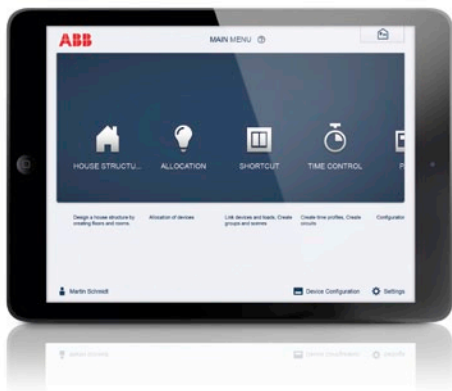 ABB
MAIN MENU ?
HOUSE STRUCTU...
ALLOCATION
SHORTCUT
TIME CONTROL
Design a house structure by
creating floors and rooms.
Allocation of devices
Link devices and loads, Create
groups and scenes
Create time profiles, Create
circuits
Configuration
Martin Schmidt
Device Configuration
Settings